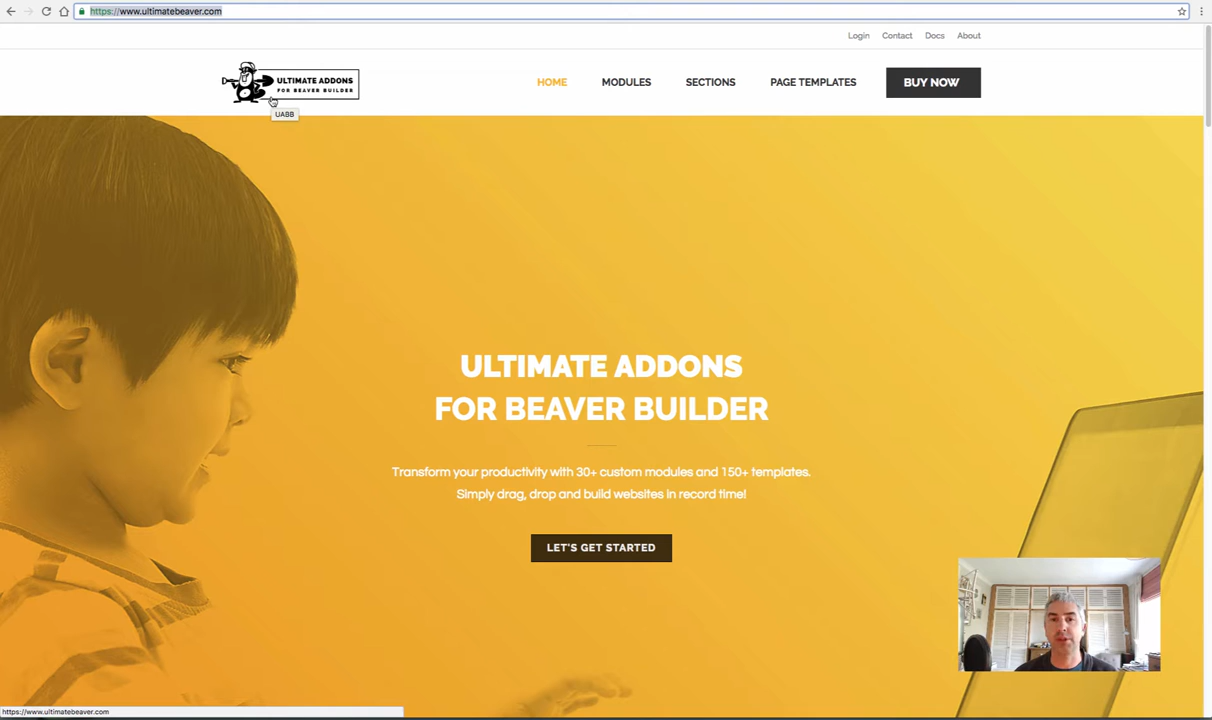 https://www.ultimatebeaver.com
Login Contact Docs About
ULTIMATE ADDONS
FOR BEAVER BUILDER
HOME MODULES SECTIONS PAGE TEMPLATES BUY NOW
UABB
ULTIMATE ADDONS
FOR BEAVER BUILDER
Transform your productivity with 30+ custom modules and 150+ templates.
Simply drag, drop and build websites in record time!
LET'S GET STARTED
https://www.ultimatebeaver.com